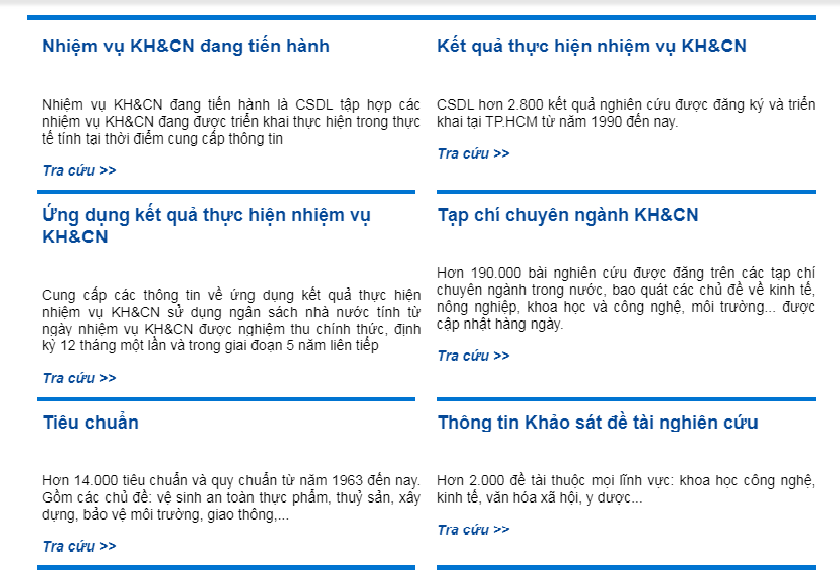 Nhiệm vụ KH&CN đang tiến hành
Nhiệm vụ KH&CN đang tiến hành là CSDL tập hợp các
nhiệm vụ KH&CN đang được triển khai thực hiện trong thực
tế tính tại thời điểm cung cấp thông tin
Tra cứu >>
Kết quả thực hiện nhiệm vụ KH&CN
CSDL hơn 2.800 kết quả nghiên cứu được đăng ký và triển
khai tại TP.HCM từ năm 1990 đến nay.
Tra cứu >>
Ứng dụng kết quả thực hiện nhiệm vụ
KH&CN
Cung cấp các thông tin về ứng dụng kết quả thực hiện
nhiệm vụ KH&CN sử dụng ngân sách nhà nước tính từ
ngày nhiệm vụ KH&CN được nghiệm thu chính thức, định
kỳ 12 tháng một lần và trong giai đoạn 5 năm liên tiếp
Tra cứu >>
Tạp chí chuyên ngành KH&CN
Hơn 190.000 bài nghiên cứu được đăng trên các tạp chí
chuyên ngành trong nước, bao quát các chủ đề về kinh tế,
nông nghiệp, khoa học và công nghệ, môi trường... được
cập nhật hàng ngày.
Tra cứu >>
Tiêu chuẩn
Hơn 14.000 tiêu chuẩn và quy chuẩn từ năm 1963 đến nay.
Gồm các chủ đề: vệ sinh an toàn thực phẩm, thuỷ sản, xây
dựng, bảo vệ môi trường, giao thông,...
Tra cứu >>
Thông tin Khảo sát đề tài nghiên cứu
Hơn 2.000 đề tài thuộc mọi lĩnh vực: khoa học công nghệ,
kinh tế, văn hóa xã hội, y dược...
Tra cứu >>